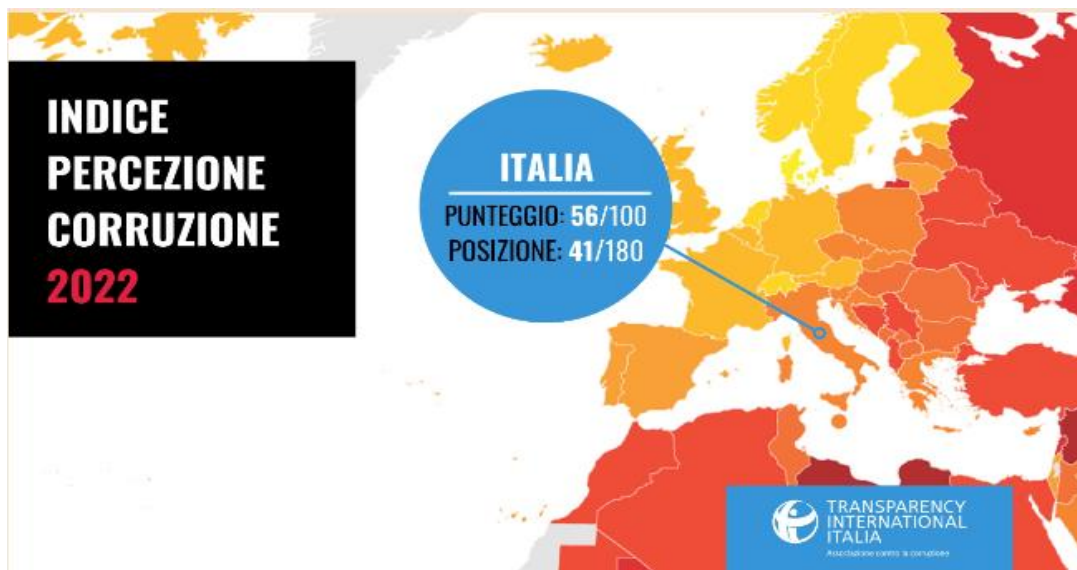 INDICE
PERCEZIONE
CORRUZIONE
2022
ITALIA
PUNTEGGIO: 56/100
POSIZIONE: 41/180
TRANSPARENCY
INTERNATIONAL
ITALIA
Associazione contro la corruzione